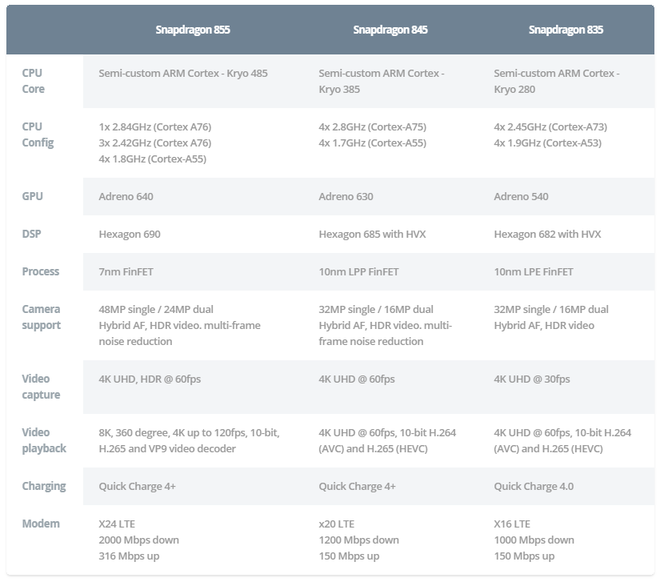 Snapdragon 855 Snapdragon 845 Snapdragon 835
CPU Core Semi-custom ARM Cortex - Kryo 485 Semi-custom ARM Cortex - Kryo 385 Semi-custom ARM Cortex - Kryo 280
CPU Config 1x 2.84GHz (Cortex A76) 4x 2.8GHz (Cortex-A75) 4x 2.45GHz (Cortex-A73)
3x 2.42GHz (Cortex A76) 4x 1.7GHz (Cortex-A55) 4x 1.9GHz (Cortex-A53)
4x 1.8GHz (Cortex-A55)
GPU Adreno 640 Adreno 630 Adreno 540
DSP Hexagon 690 Hexagon 685 with HVX Hexagon 682 with HVX
Process 7nm FinFET 10nm LPP FinFET 10nm LPE FinFET
Camera 48MP single / 24MP dual 32MP single / 16MP dual 32MP single / 16MP dual
support Hybrid AF, HDR video. multi-frame Hybrid AF, HDR video. multi- Hybrid AF, HDR video
noise reduction frame noise reduction
Video 4K UHD, HDR @ 60fps 4K UHD @ 60fps 4K UHD @ 30fps
capture
Video 8K, 360 degree, 4K up to 120fps, 10-bit, 4K UHD @ 60fps, 10-bit H.264 4K UHD @ 60fps, 10-bit H.264
playback H.265 and VP9 video decoder (AVC) and H.265 (HEVC) (AVC) and H.265 (HEVC)
Charging Quick Charge 4+ Quick Charge 4+ Quick Charge 4.0
Modem X24 LTE x20 LTE X16 LTE
2000 Mbps down 1200 Mbps down 1000 Mbps down
316 Mbps up 150 Mbps up 150 Mbps up